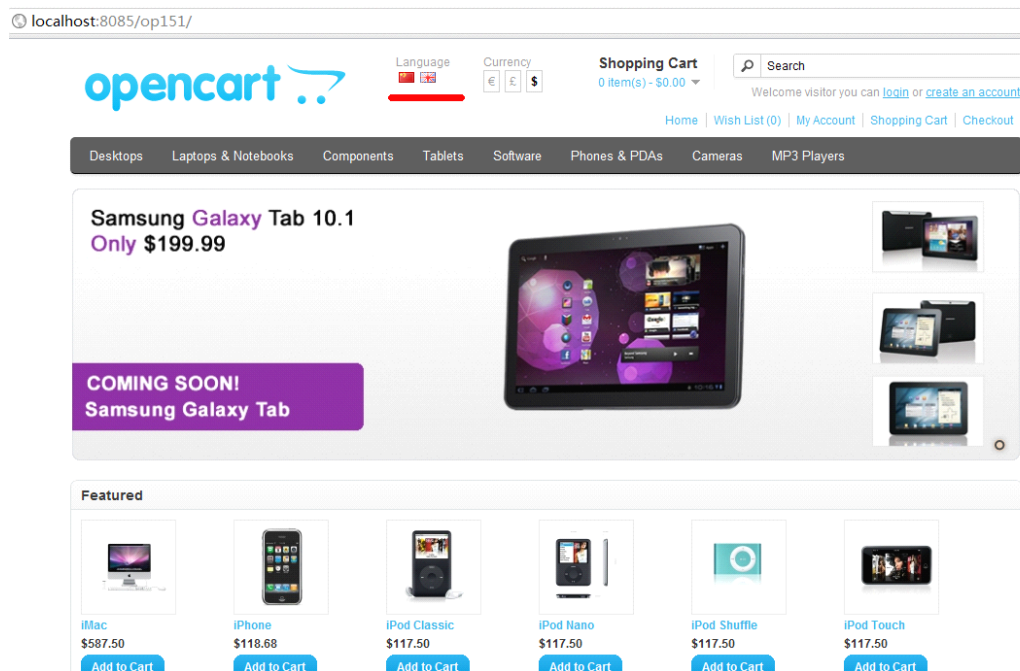 localhost:8085/op151/
opencart
Language
Currency
€ £ $
Shopping Cart
0 item(s) - $0.00
Search
Welcome visitor you can login or create an account
Home Wish List (0) My Account Shopping Cart Checkout
Desktops Laptops & Notebooks Components Tablets Software Phones & PDAs Cameras MP3 Players
Samsung Galaxy Tab 10.1
Only $199.99
COMING SOON!
Samsung Galaxy Tab
Featured
iMac iPhone iPod Classic iPod Nano iPod Shuffle iPod Touch
$587.50 $118.68 $117.50 $117.50 $117.50 $117.50
Add to Cart Add to Cart Add to Cart Add to Cart Add to Cart Add to Cart